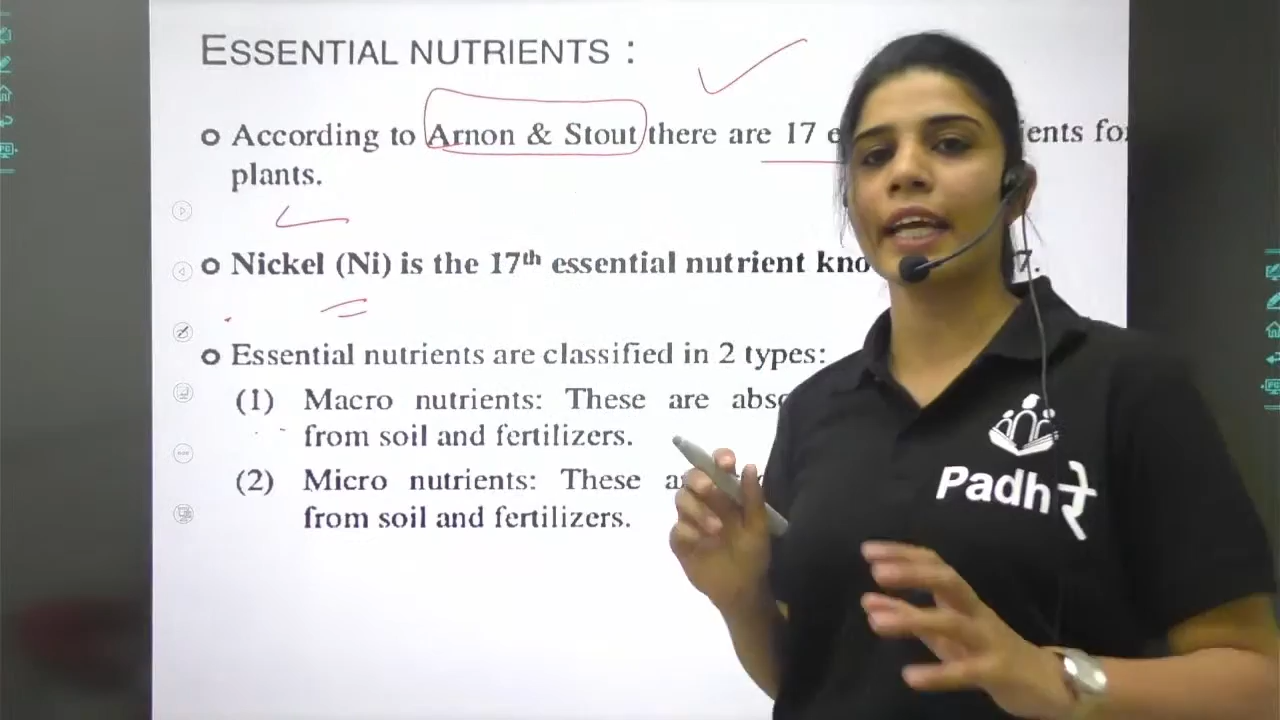 ESSENTIAL NUTRIENTS :
According to Arnon & Stout there are 17
plants.
Nickel (Ni) is the 17th essential nutrient
Essential nutrients are classified in 2 types:
(1) Macro nutrients: These are
from soil and fertilizers.
(2) Micro nutrients: These
from soil and fertilizers.
Padhरे